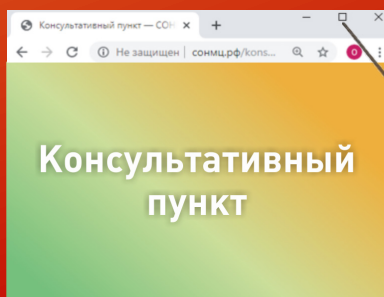 Консультативный пункт — СОН
Не защищен | сонмц.рф/kons...
О
Консультативный
пункт